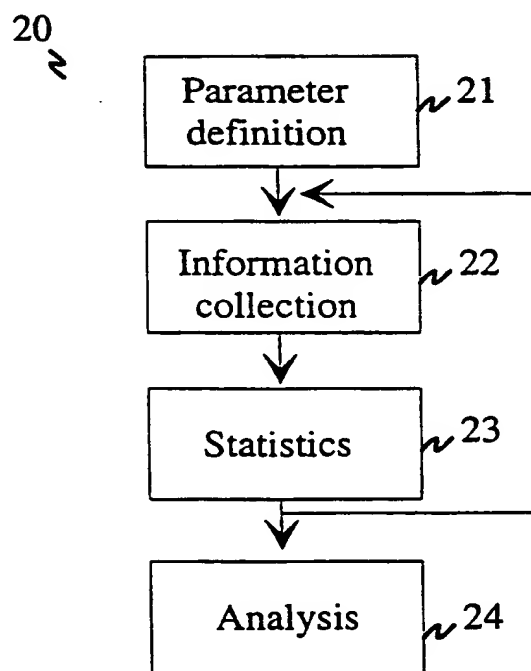 20
Parameter
definition
21
Information
collection
22
Statistics
23
Analysis
24